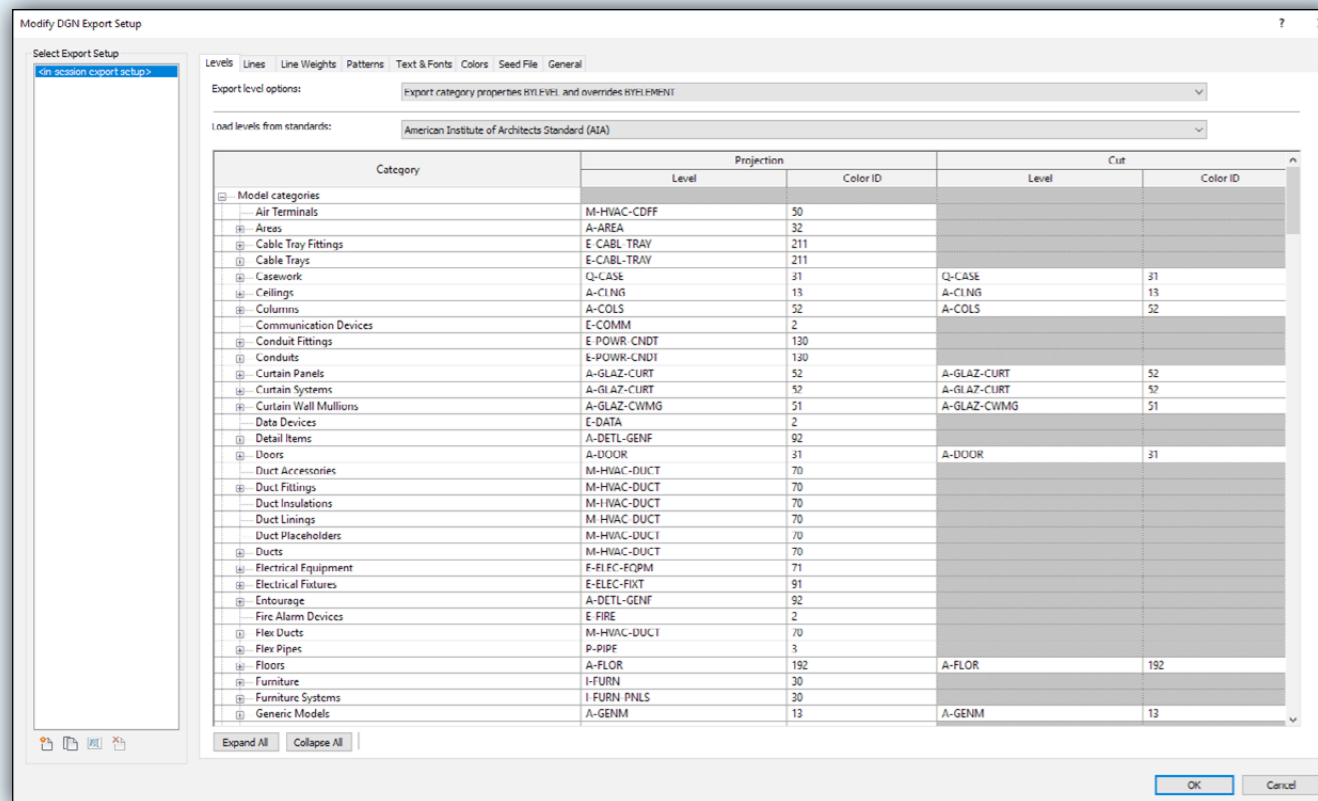 Modify DGN Export Setup ?
Select Export Setup
<in-session export setup>
Levels Lines Line Weights Patterns Text & Fonts Colors Seed File General
Export level options: Export category properties BYLEVEL and overrides BYELEMENT
Load levels from standards: American Institute of Architects Standard (AIA)
Category Projection Cut
Level Color ID Level Color ID
Model categories
Air Terminals M-HVAC-CDFF 50
Areas A-AREA 32
Cable Tray Fittings E-CABL-TRAY 211
Cable Trays E-CABL-TRAY 211
Casework Q-CASE 31 Q-CASE 31
Ceilings A-CLNG 13 A-CLNG 13
Columns A-COLS 52 A-COLS 52
Communication Devices E-COMM 2
Conduit Fittings E-POWR-CNDT 130
Conduits E-POWR-CNDT 130
Curtain Panels A-GLAZ-CURT 52 A-GLAZ-CURT 52
Curtain Systems A-GLAZ-CURT 52 A-GLAZ-CURT 52
Curtain Wall Mullions A-GLAZ-CWMG 51 A-GLAZ-CWMG 51
Data Devices E-DATA 2
Detail Items A-DETL-GENF 92
Doors A-DOOR 31 A-DOOR 31
Duct Accessories M-HVAC-DUCT 70
Duct Fittings M-HVAC-DUCT 70
Duct Insulations M-HVAC-DUCT 70
Duct Linings M-HVAC-DUCT 70
Duct Placeholders M-HVAC-DUCT 70
Ducts M-HVAC-DUCT 70
Electrical Equipment E-ELEC-EQPM 71
Electrical Fixtures E-ELEC-FIXT 91
Entourage A-DETL-GENF 92
Fire Alarm Devices E-FIRE 2
Flex Ducts M-HVAC-DUCT 70
Flex Pipes P-PIPE 3
Floors A-FLOR 192 A-FLOR 192
Furniture I-FURN 30
Furniture Systems I-FURN-PNLS 30
Generic Models A-GENM 13 A-GENM 13
Expand All Collapse All
OK Cancel